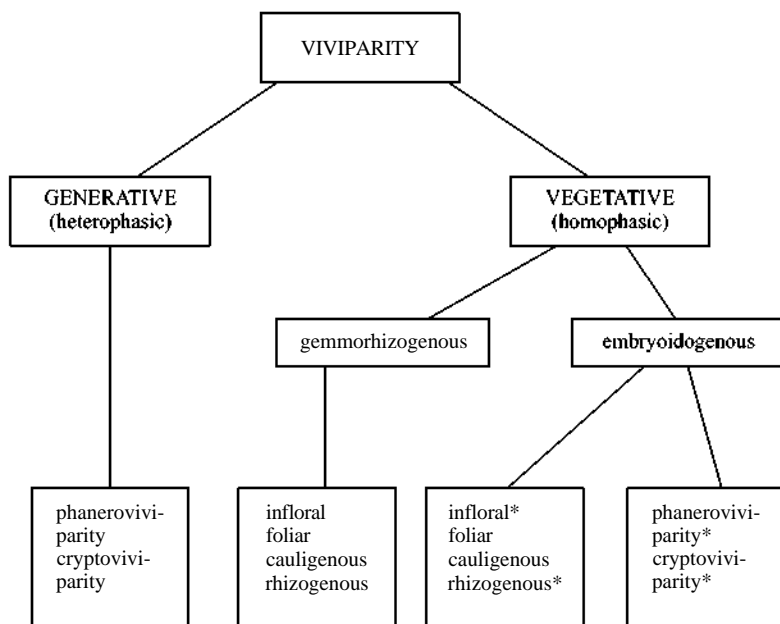 VIVIPARITY
GENERATIVE
(heterophasic)
VEGETATIVE
(homophasic)
gemmorhizogenous
embryoidogenous
phanerovivi-
parity
cryptovivi-
parity
infloral
foliar
cauligenous
rhizogenous
infloral*
foliar
cauligenous
rhizogenous*
phanerovivi-
parity*
cryptovivi-
parity*